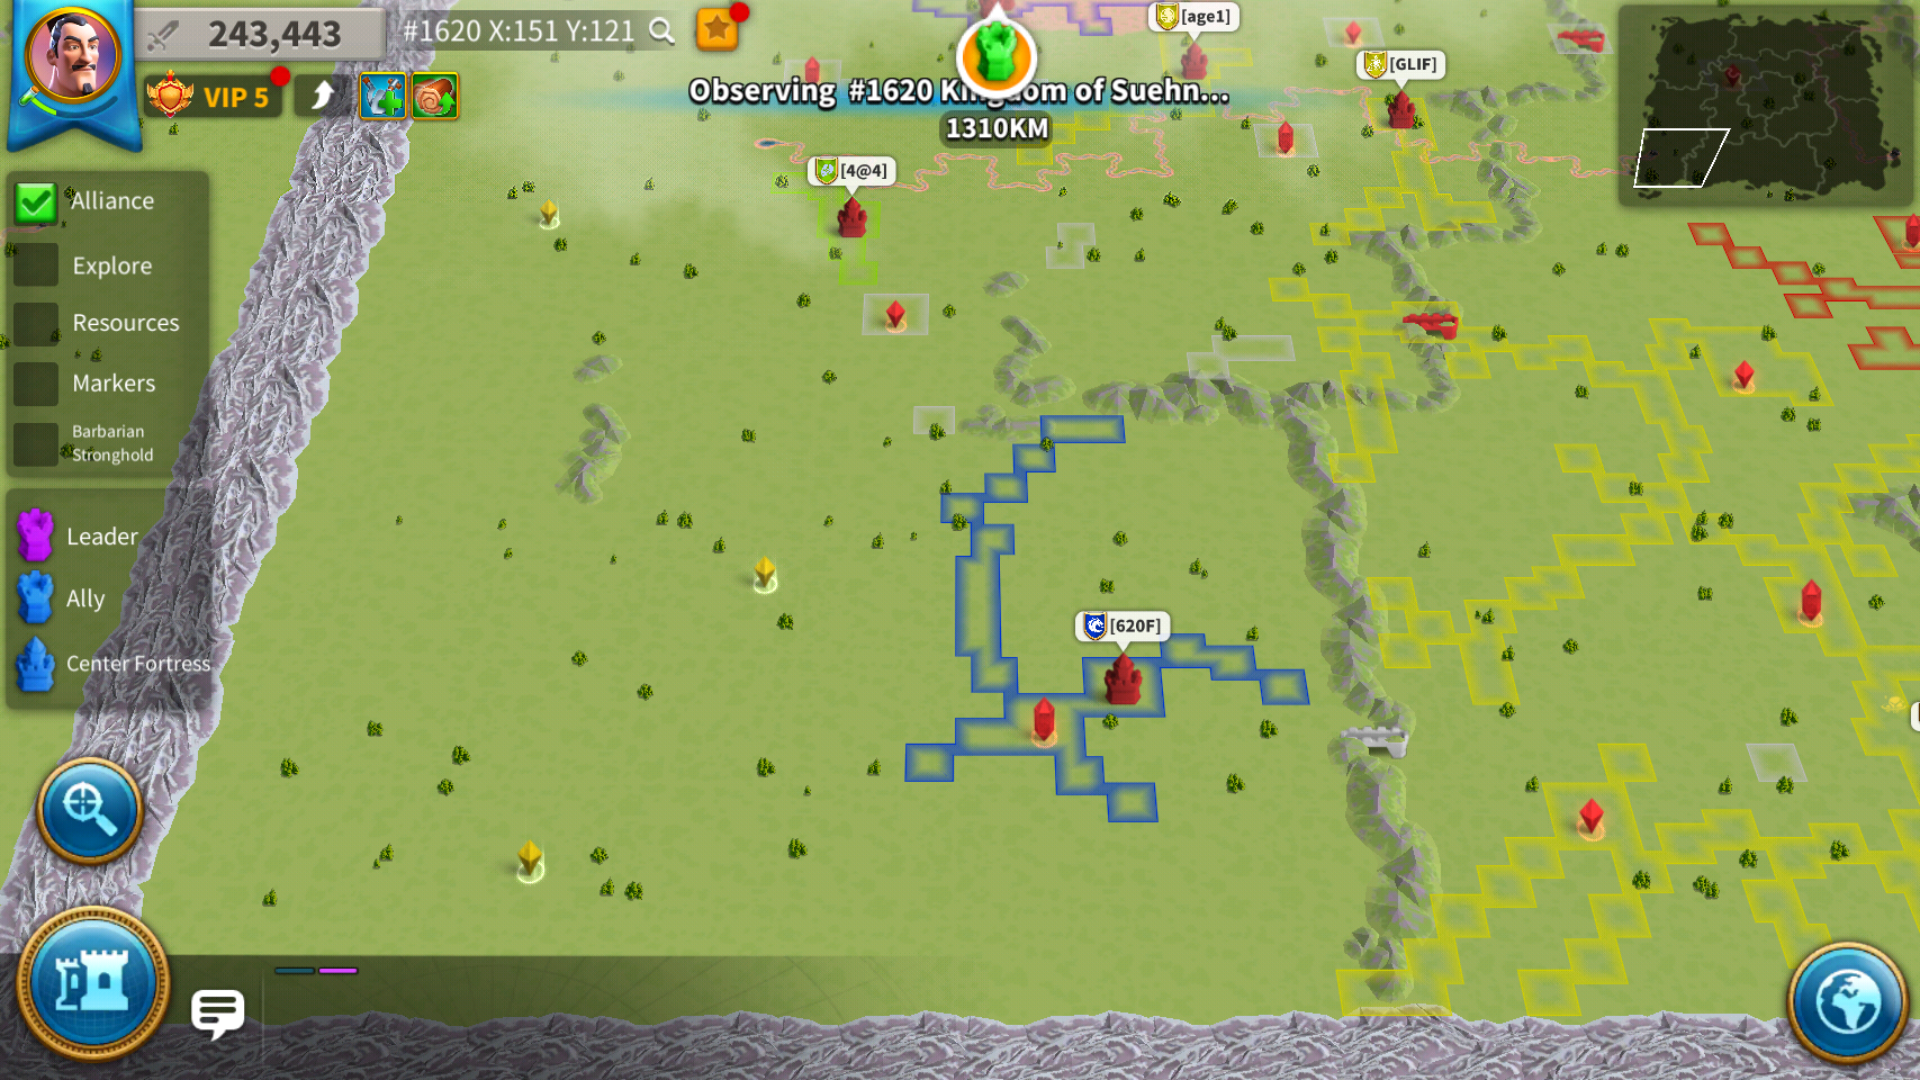 243,443
#1620 X:151 Y:121
[age1]
[GLIF]
VIP 5
Observing #1620 Kingdom of Suehn...
1310KM
[4@4]
Alliance
Explore
Resources
Markers
Barbarian
Stronghold
Leader
Ally
Center Fortress
[620F]